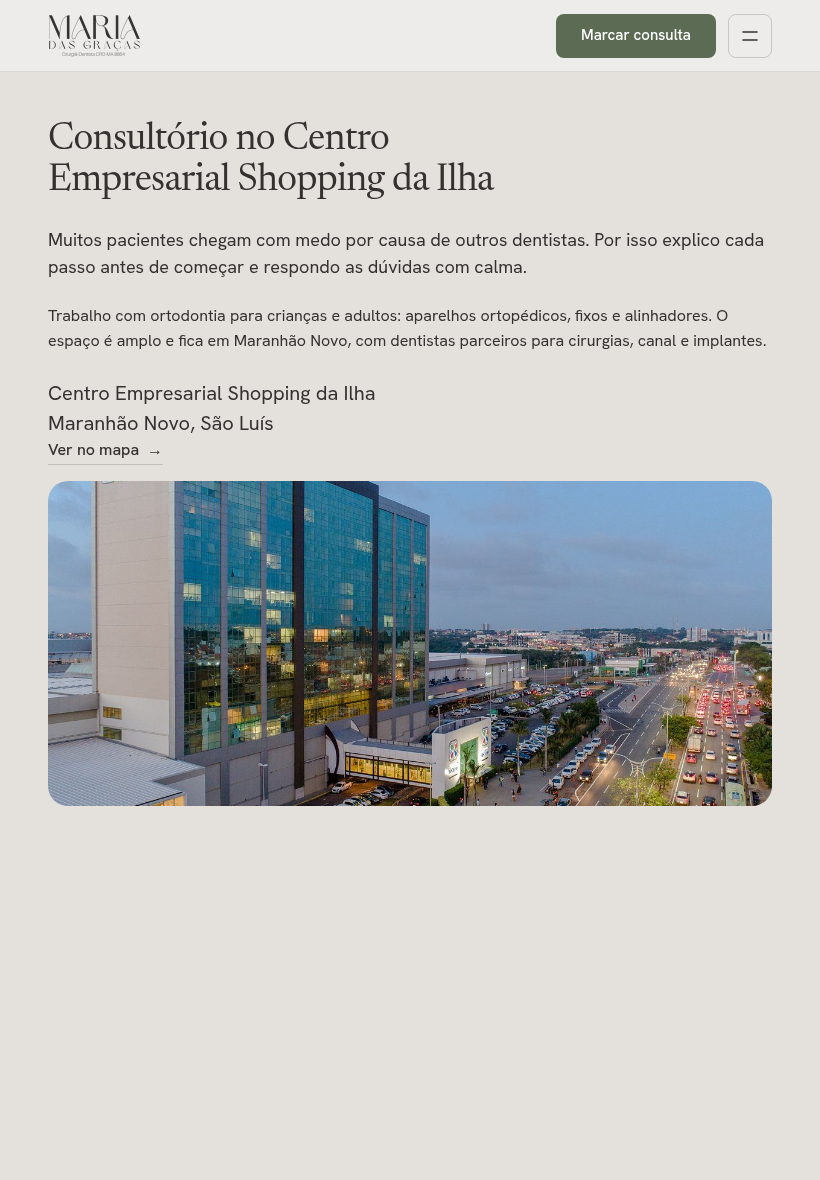 MARIA
DAS GRAÇAS
Marcar consulta
Consultório no Centro
Empresarial Shopping da Ilha
Muitos pacientes chegam com medo por causa de outros dentistas. Por isso explico cada
passo antes de começar e respondo as dúvidas com calma.
Trabalho com ortodontia para crianças e adultos: aparelhos ortopédicos, fixos e alinhadores. O
espaço é amplo e fica em Maranhão Novo, com dentistas parceiros para cirurgias, canal e implantes.
Centro Empresarial Shopping da Ilha
Maranhão Novo, São Luís
Ver no mapa →